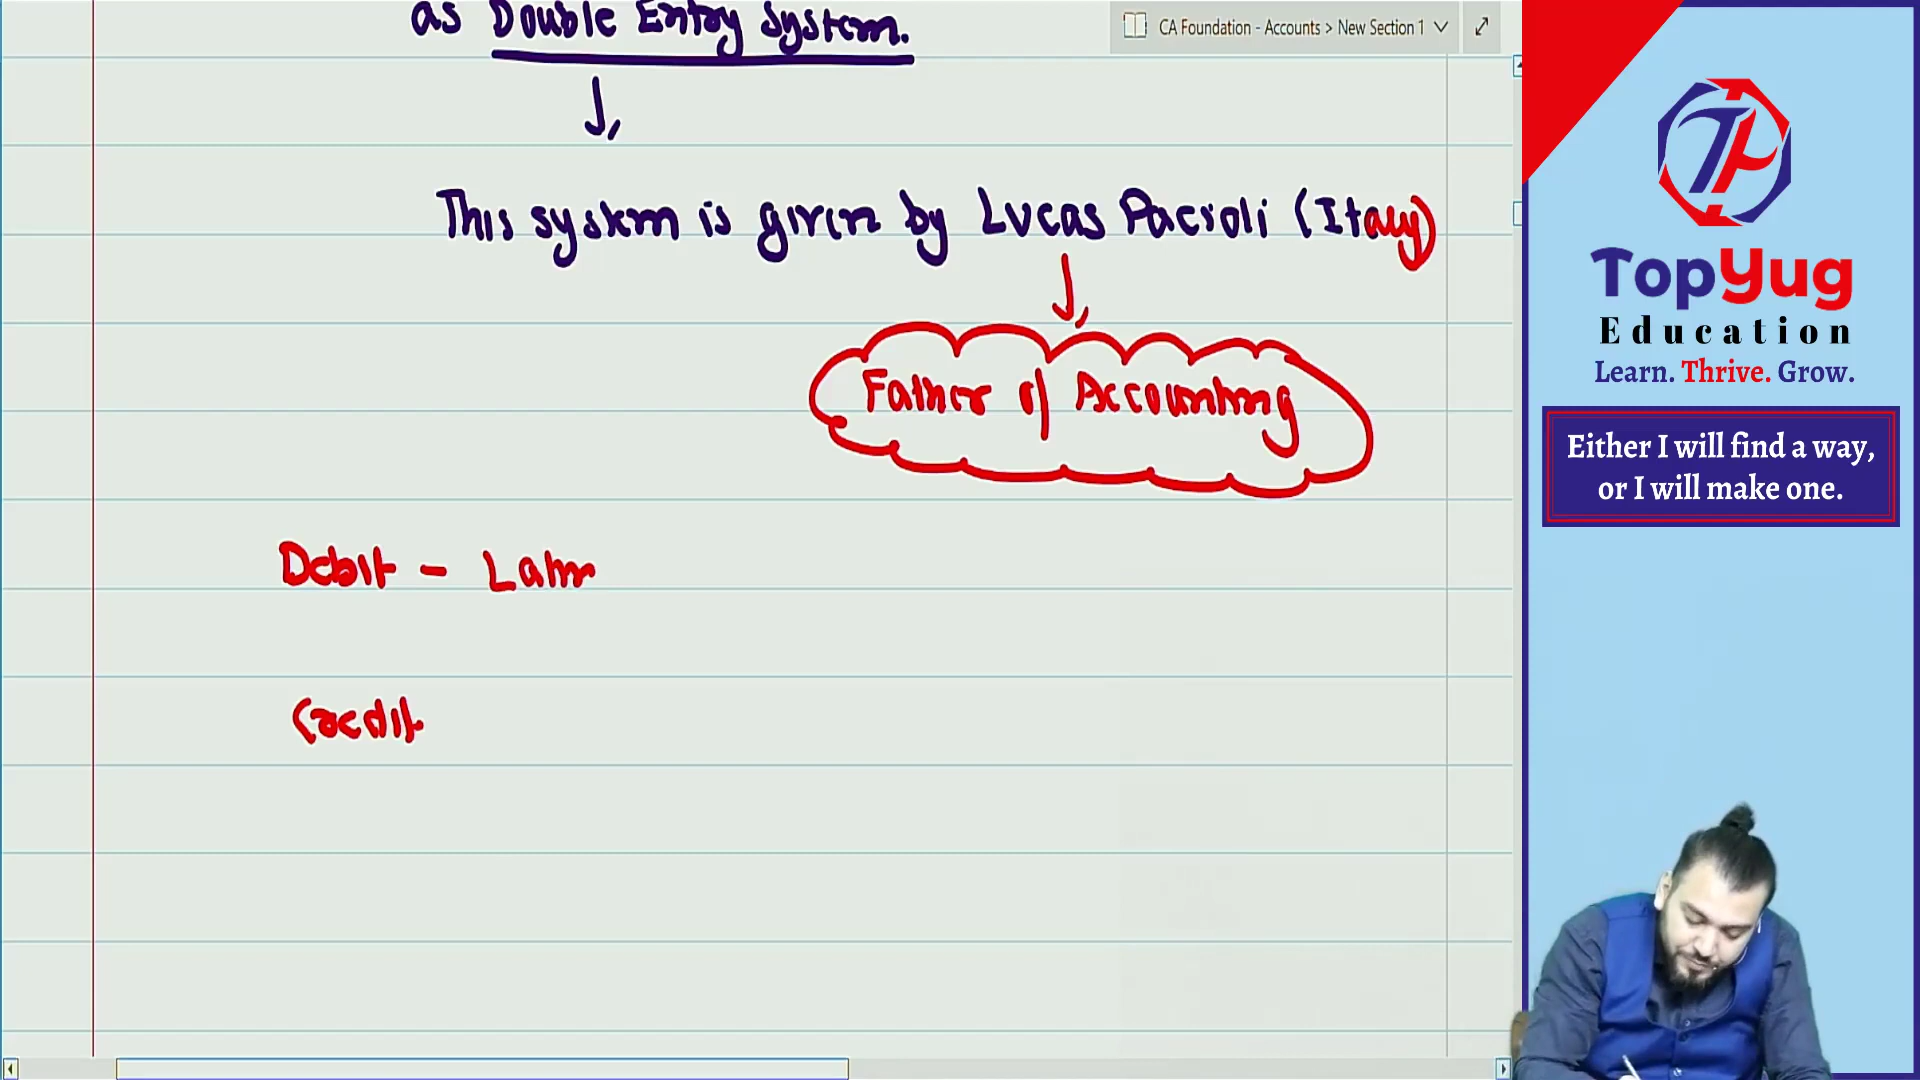 as Double Entry System.
CA Foundation - Accounts > New Section 1
This system is given by Lucas Pacioli (Italy)
Father of Accounting
Debit - Latin
Credit
TopYug
Education
Learn. Thrive. Grow.
Either I will find a way,
or I will make one.